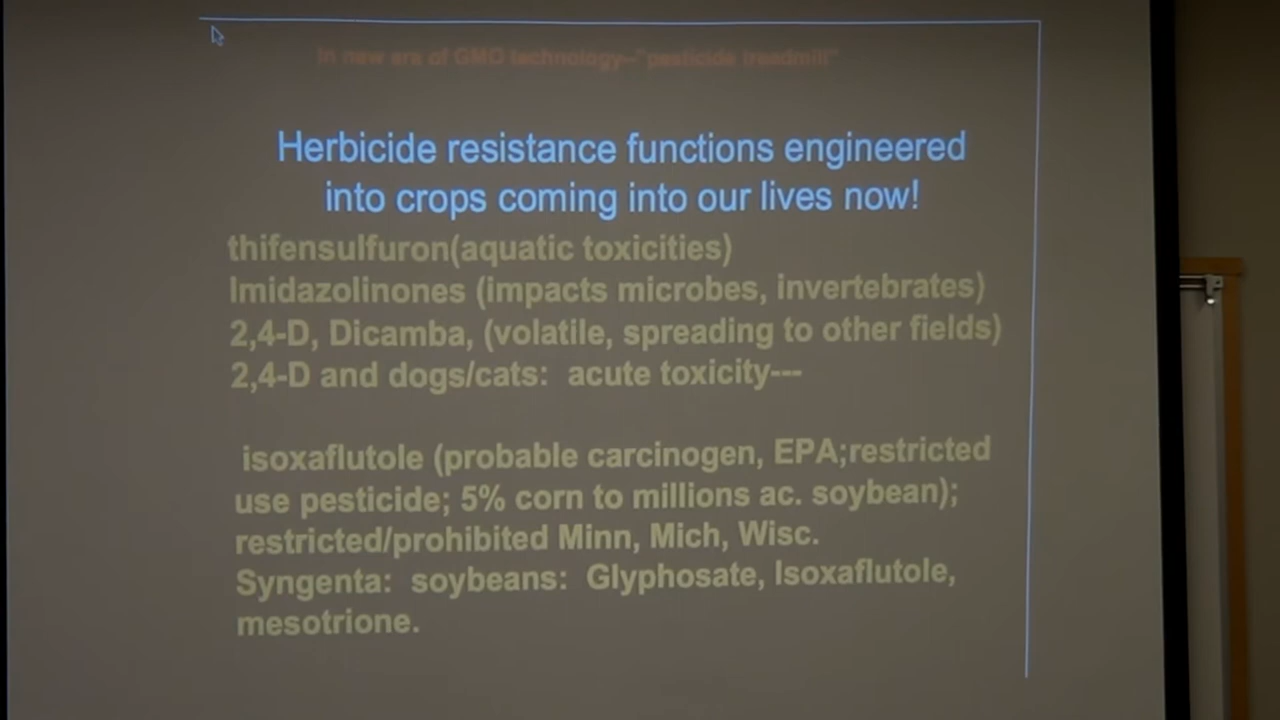 In new era of GMO technology--"pesticide treadmill"
Herbicide resistance functions engineered
into crops coming into our lives now!
thifensulfuron(aquatic toxicities)
Imidazolinones (impacts microbes, invertebrates)
2,4-D, Dicamba, (volatile, spreading to other fields)
2,4-D and dogs/cats:  acute toxicity---
isoxaflutole (probable carcinogen, EPA;restricted
use pesticide; 5% corn to millions ac. soybean);
restricted/prohibited Minn, Mich, Wisc.
Syngenta:  soybeans:  Glyphosate, Isoxaflutole,
mesotrione.